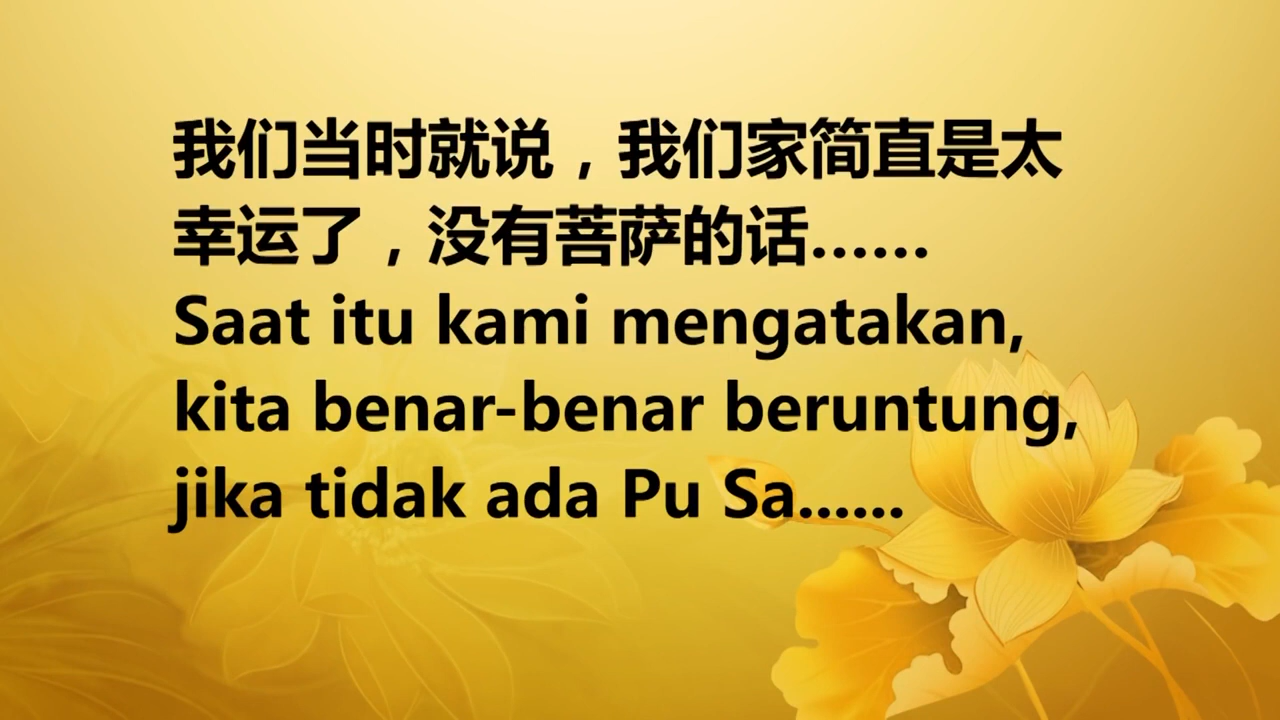 我们当时就说，我们家简直是太
幸运了，没有菩萨的话……
Saat itu kami mengatakan,
kita benar-benar beruntung,
jika tidak ada Pu Sa......